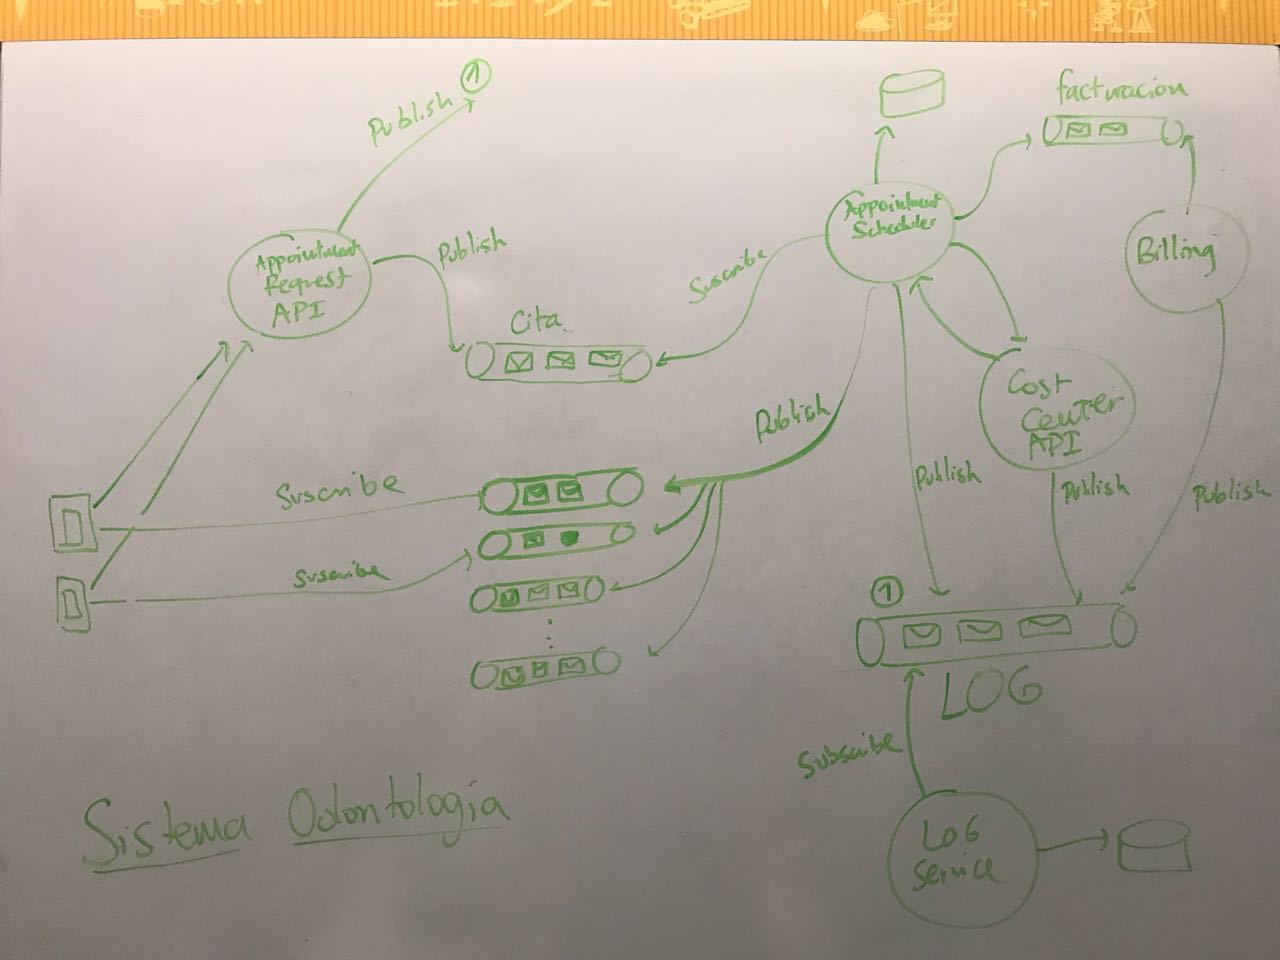 1
Publish
facturacion
Appointment
Request
API
Publish
Appointment
Scheduler
Billing
Suscribe
Cita
Cost
Center
API
Publish
Suscribe
Publish
Publish
Publish
Suscribe
1
LOG
Subscribe
Sistema Odontologia
LOG
Service